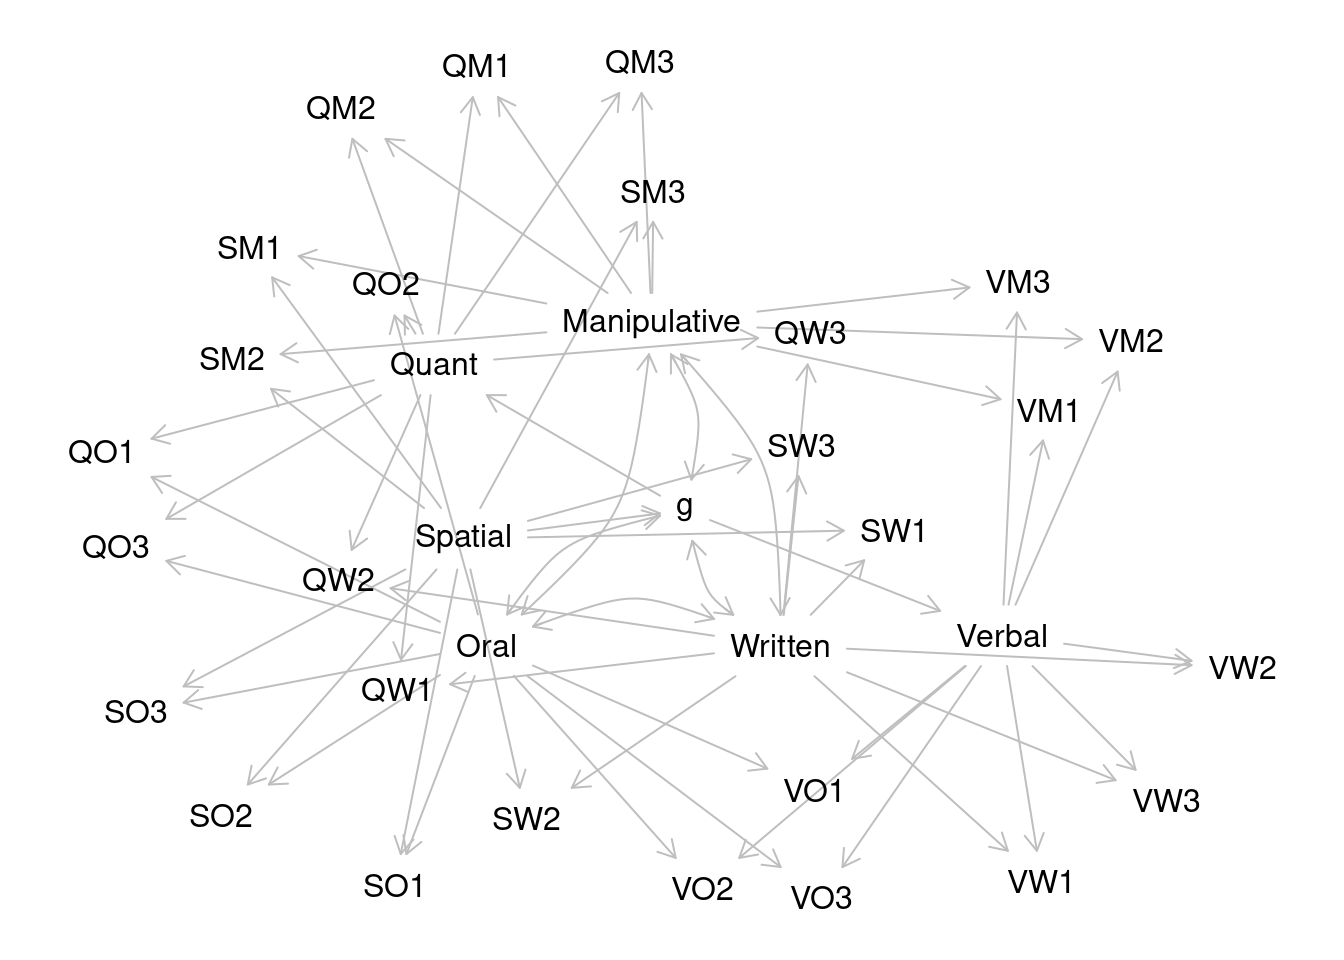 QM3
QM1
QM2
SM3
SM1
VM3
QO2
Manipulative
QW3
VM2
SM2
Quant
VM1
SW3
QO1
g
SW1
Spatial
QO3
QW2
Verbal
Oral
Written
VW2
QW1
SO3
VO1
VW3
SO2
SW2
VW1
SO1
VO2
VO3